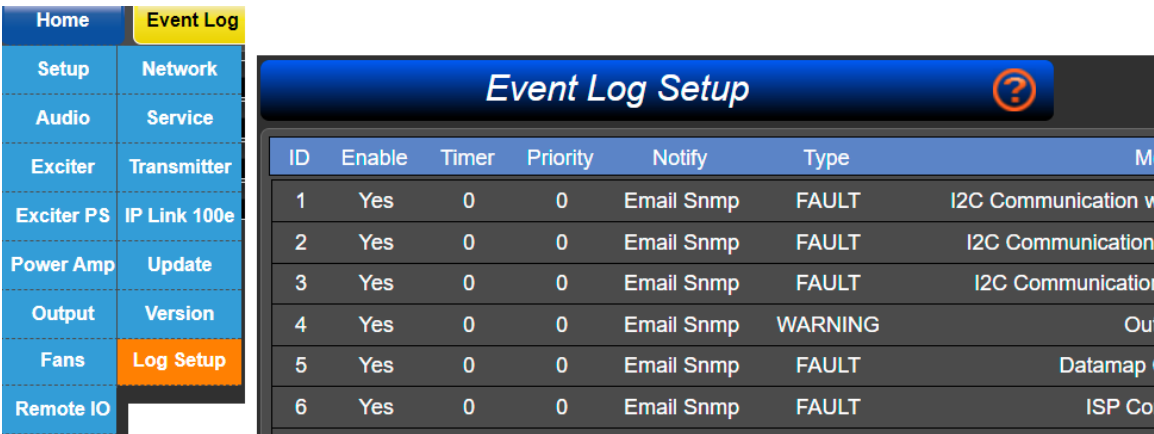 Home Event Log
Setup Network
Audio Service
Exciter Transmitter
Exciter PS IP Link 100e
Power Amp Update
Output Version
Fans Log Setup
Remote IO
Event Log Setup ?
ID Enable Timer Priority Notify Type
1 Yes 0 0 Email Snmp FAULT I2C Communication
2 Yes 0 0 Email Snmp FAULT I2C Communication
3 Yes 0 0 Email Snmp FAULT I2C Communication
4 Yes 0 0 Email Snmp WARNING
5 Yes 0 0 Email Snmp FAULT Datamap
6 Yes 0 0 Email Snmp FAULT ISP